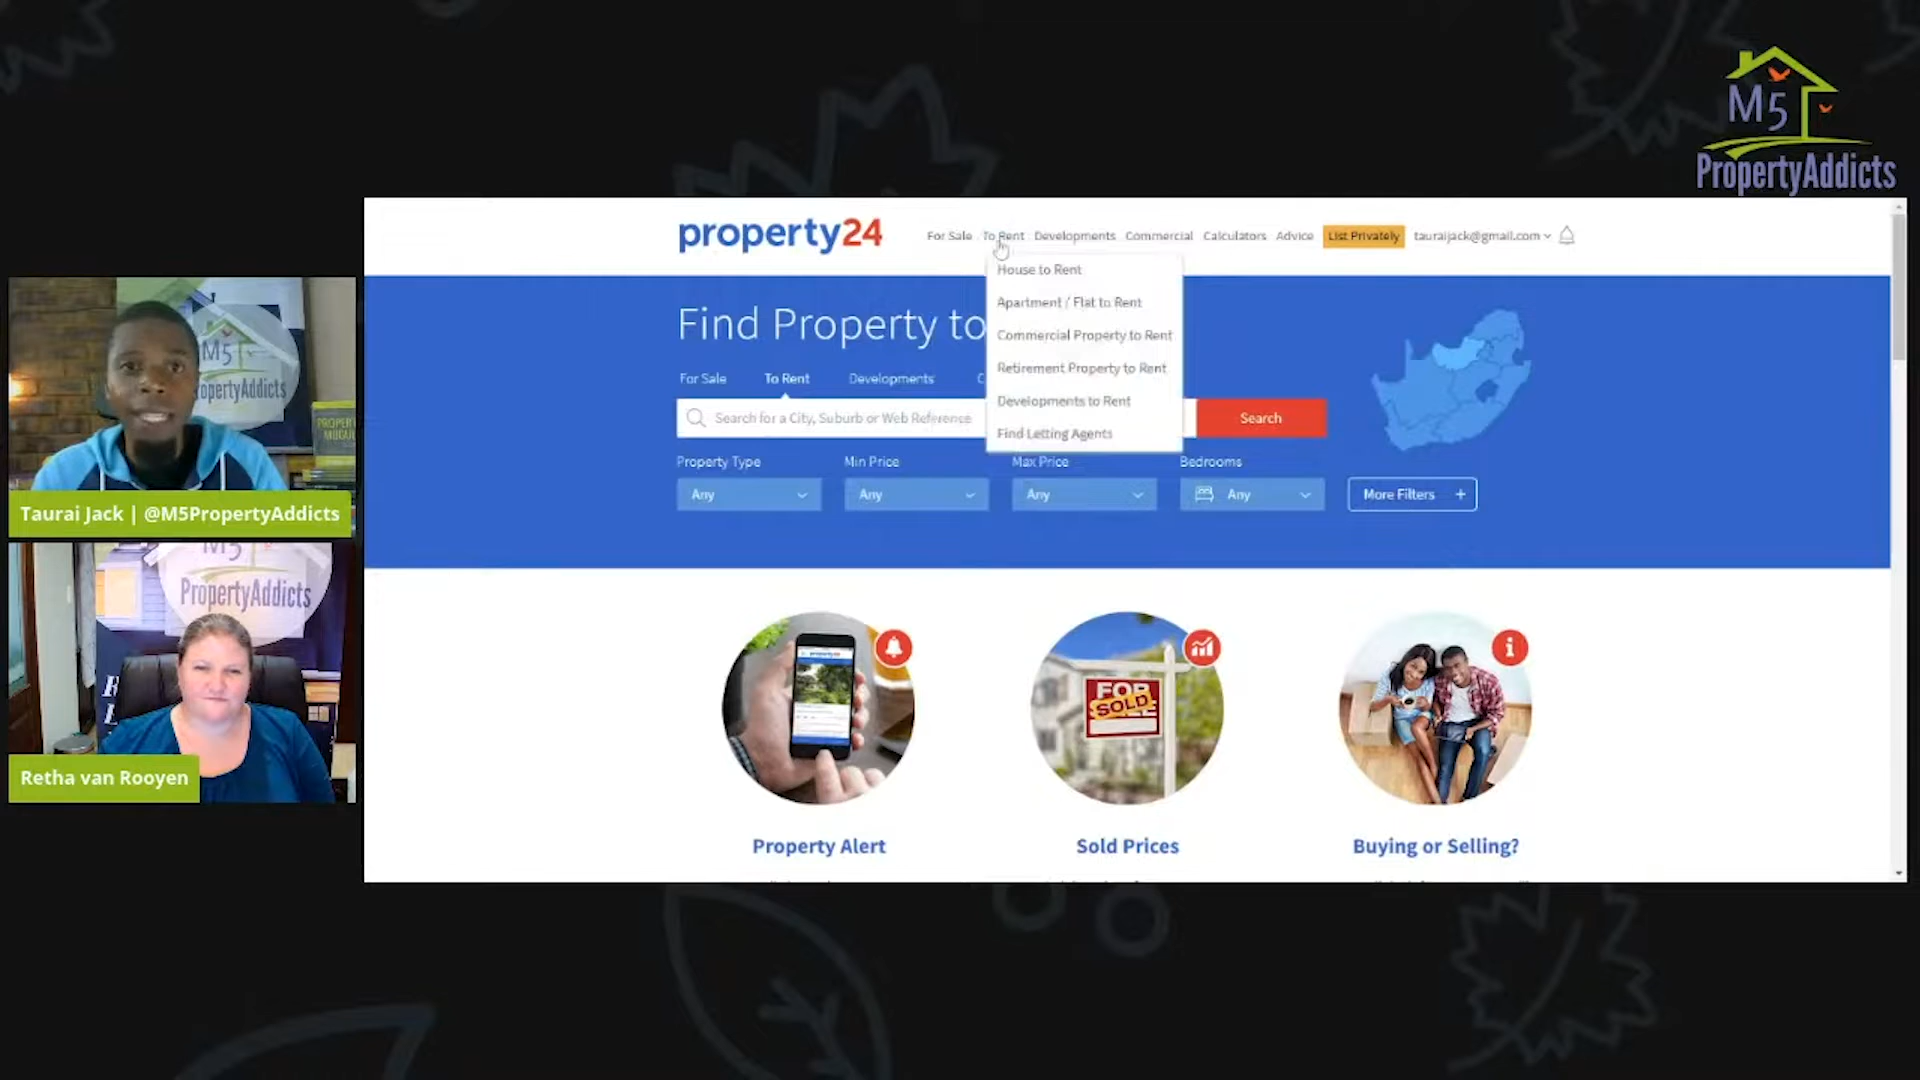 M5
PropertyAddicts
property24
For Sale To Rent Developments Commercial Calculators Advice List Privately tauraijack@gmail.com
House to Rent
Apartment / Flat to Rent
Commercial Property to Rent
Retirement Property to Rent
Developments to Rent
Find Letting Agents
Find Property to
For Sale To Rent Developments C
Search for a City, Suburb or Web Reference
Search
Property Type Min Price Max Price Bedrooms
Any Any Any Any More Filters +
M5
PropertyAddicts
Taurai Jack | @M5PropertyAddicts
M5
PropertyAddicts
Retha van Rooyen
property24
FOR
SOLD
Property Alert Sold Prices Buying or Selling?